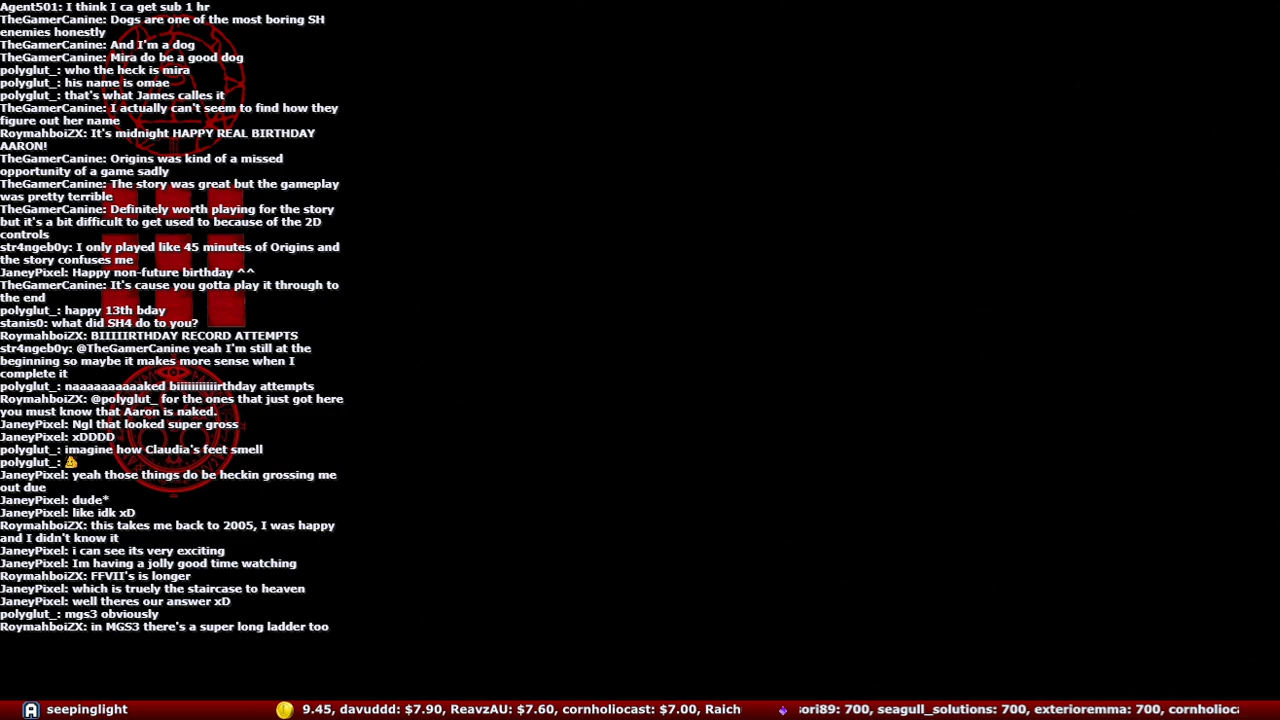 Agent501: I think I ca get sub 1 hr
TheGamerCanine: Dogs are one of the most boring SH
enemies honestly
TheGamerCanine: And I'm a dog
TheGamerCanine: Mira do be a good dog
polyglut_: who the heck is mira
polyglut_: his name is omae
polyglut_: that's what James calles it
TheGamerCanine: I actually can't seem to find how they
figure out her name
RoymahboiZX: It's midnight HAPPY REAL BIRTHDAY
AARON!
TheGamerCanine: Origins was kind of a missed
opportunity of a game sadly
TheGamerCanine: The story was great but the gameplay
was pretty terrible
TheGamerCanine: Definitely worth playing for the story
but it's a bit difficult to get used to because of the 2D
controls
str4ngeb0y: I only played like 45 minutes of Origins and
the story confuses me
JaneyPixel: Happy non-future birthday ^^
TheGamerCanine: It's cause you gotta play it through to
the end
polyglut_: happy 13th bday
stanis0: what did SH4 do to you?
RoymahboiZX: BIIIIIRTHDAY RECORD ATTEMPTS
str4ngeb0y: @TheGamerCanine yeah I'm still at the
beginning so maybe it makes more sense when I
complete it
polyglut_: naaaaaaaaaked biiiiiiiiiiirthday attempts
RoymahboiZX: @polyglut_ for the ones that just got here
you must know that Aaron is naked.
JaneyPixel: Ngl that looked super gross
JaneyPixel: xDDDD
polyglut_: imagine how Claudia's feet smell
polyglut_:
JaneyPixel: yeah those things do be heckin grossing me
out due
JaneyPixel: dude*
JaneyPixel: like idk xD
RoymahboiZX: this takes me back to 2005, I was happy
and I didn't know it
JaneyPixel: i can see its very exciting
JaneyPixel: Im having a jolly good time watching
RoymahboiZX: FFVII's is longer
JaneyPixel: which is truely the staircase to heaven
JaneyPixel: well theres our answer xD
polyglut_: mgs3 obviously
RoymahboiZX: in MGS3 there's a super long ladder too
seepinglight 9.45, davuddd: $7.90, ReavzAU: $7.60, cornholiocast: $7.00, Raich sori89: 700, seagull_solutions: 700, exterioremma: 700, cornholioc